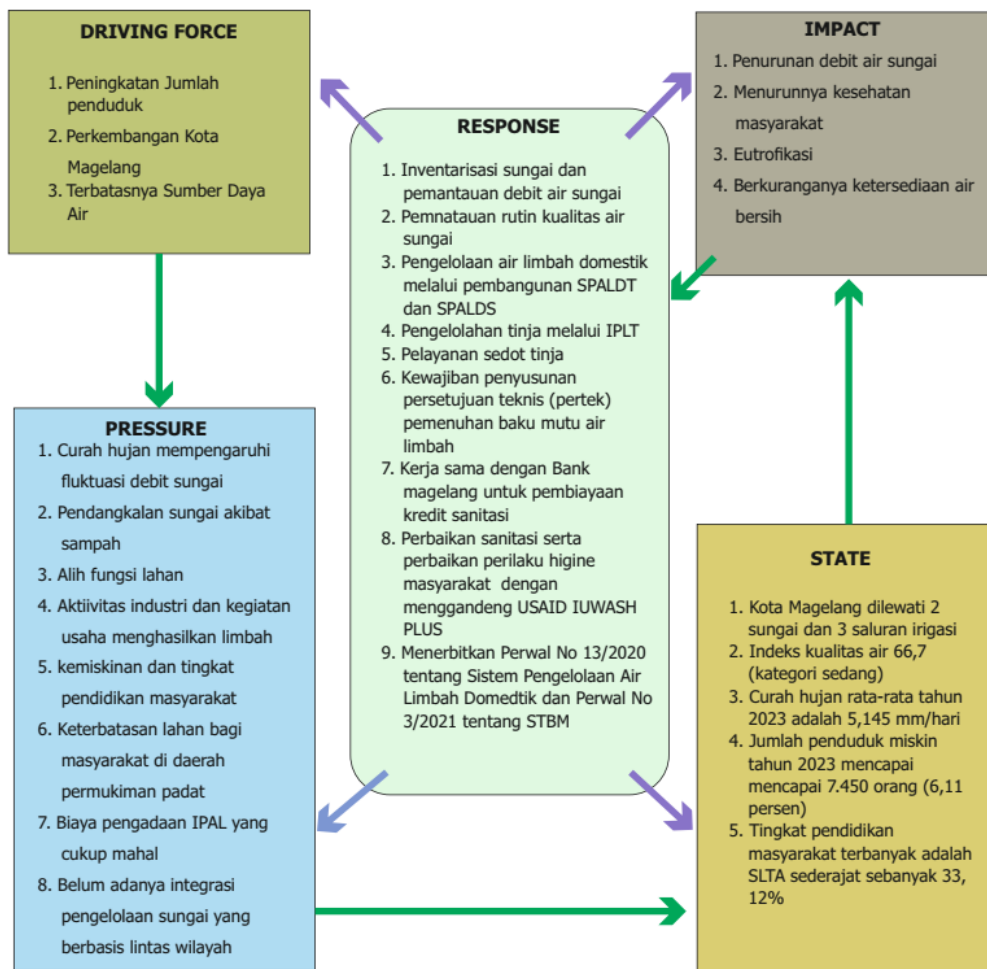 DRIVING FORCE
1. Peningkatan Jumlah
penduduk
2. Perkembangan Kota
Magelang
3. Terbatasnya Sumber Daya
Air
IMPACT
1. Penurunan debit air sungai
2. Menurunnya kesehatan
masyarakat
3. Eutrofikasi
4. Berkuranganya ketersediaan air
bersih
RESPONSE
1. Inventarisasi sungai dan
pemantauan debit air sungai
2. Pemnatauan rutin kualitas air
sungai
3. Pengelolaan air limbah domestik
melalui pembangunan SPALDT
dan SPALDS
4. Pengelolahan tinja melalui IPLT
5. Pelayanan sedot tinja
6. Kewajiban penyusunan
persetujuan teknis (pertek)
pemenuhan baku mutu air
limbah
7. Kerja sama dengan Bank
magelang untuk pembiayaan
kredit sanitasi
8. Perbaikan sanitasi serta
perbaikan perilaku higine
masyarakat dengan
menggandeng USAID IUWASH
PLUS
9. Menerbitkan Perwal No 13/2020
tentang Sistem Pengelolaan Air
Limbah Domedtik dan Perwal No
3/2021 tentang STBM
PRESSURE
1. Curah hujan mempengaruhi
fluktuasi debit sungai
2. Pendangkalan sungai akibat
sampah
3. Alih fungsi lahan
4. Aktiivitas industri dan kegiatan
usaha menghasilkan limbah
5. kemiskinan dan tingkat
pendidikan masyarakat
6. Keterbatasan lahan bagi
masyarakat di daerah
permukiman padat
7. Biaya pengadaan IPAL yang
cukup mahal
8. Belum adanya integrasi
pengelolaan sungai yang
berbasis lintas wilayah
STATE
1. Kota Magelang dilewati 2
sungai dan 3 saluran irigasi
2. Indeks kualitas air 66,7
(kategori sedang)
3. Curah hujan rata-rata tahun
2023 adalah 5,145 mm/hari
4. Jumlah penduduk miskin
tahun 2023 mencapai
mencapai 7.450 orang (6,11
persen)
5. Tingkat pendidikan
masyarakat terbanyak adalah
SLTA sederajat sebanyak 33,
12%